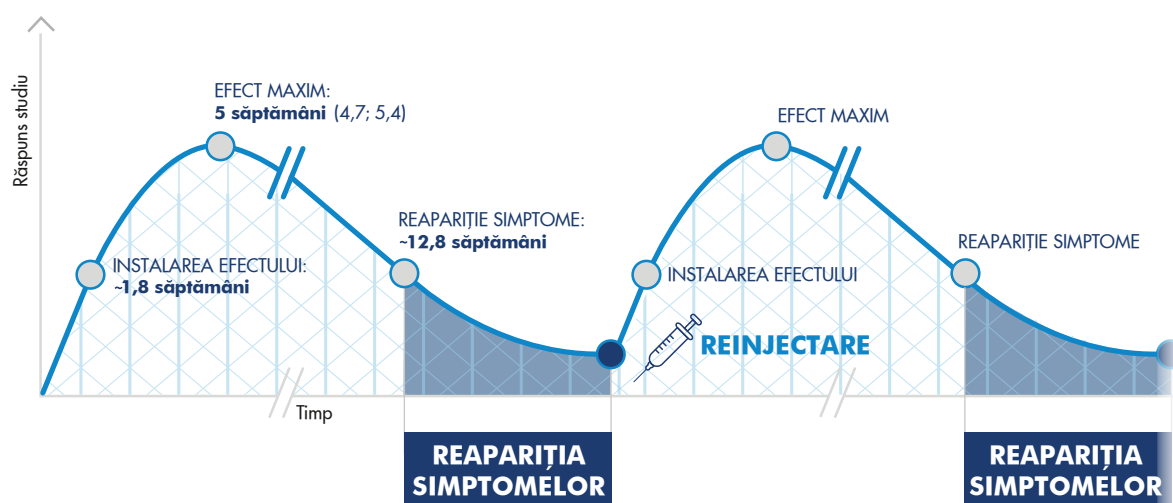 Răspuns studiu
EFECT MAXIM:
5 săptămâni (4,7; 5,4)
INSTALAREA EFECTULUI:
~1,8 săptămâni
REAPARIȚIE SIMPTOME:
~12,8 săptămâni
EFECT MAXIM
INSTALAREA EFECTULUI
REAPARIȚIE SIMPTOME
REINJECTARE
Timp
REAPARIȚIA
SIMPTOMELOR
REAPARIȚIA
SIMPTOMELOR